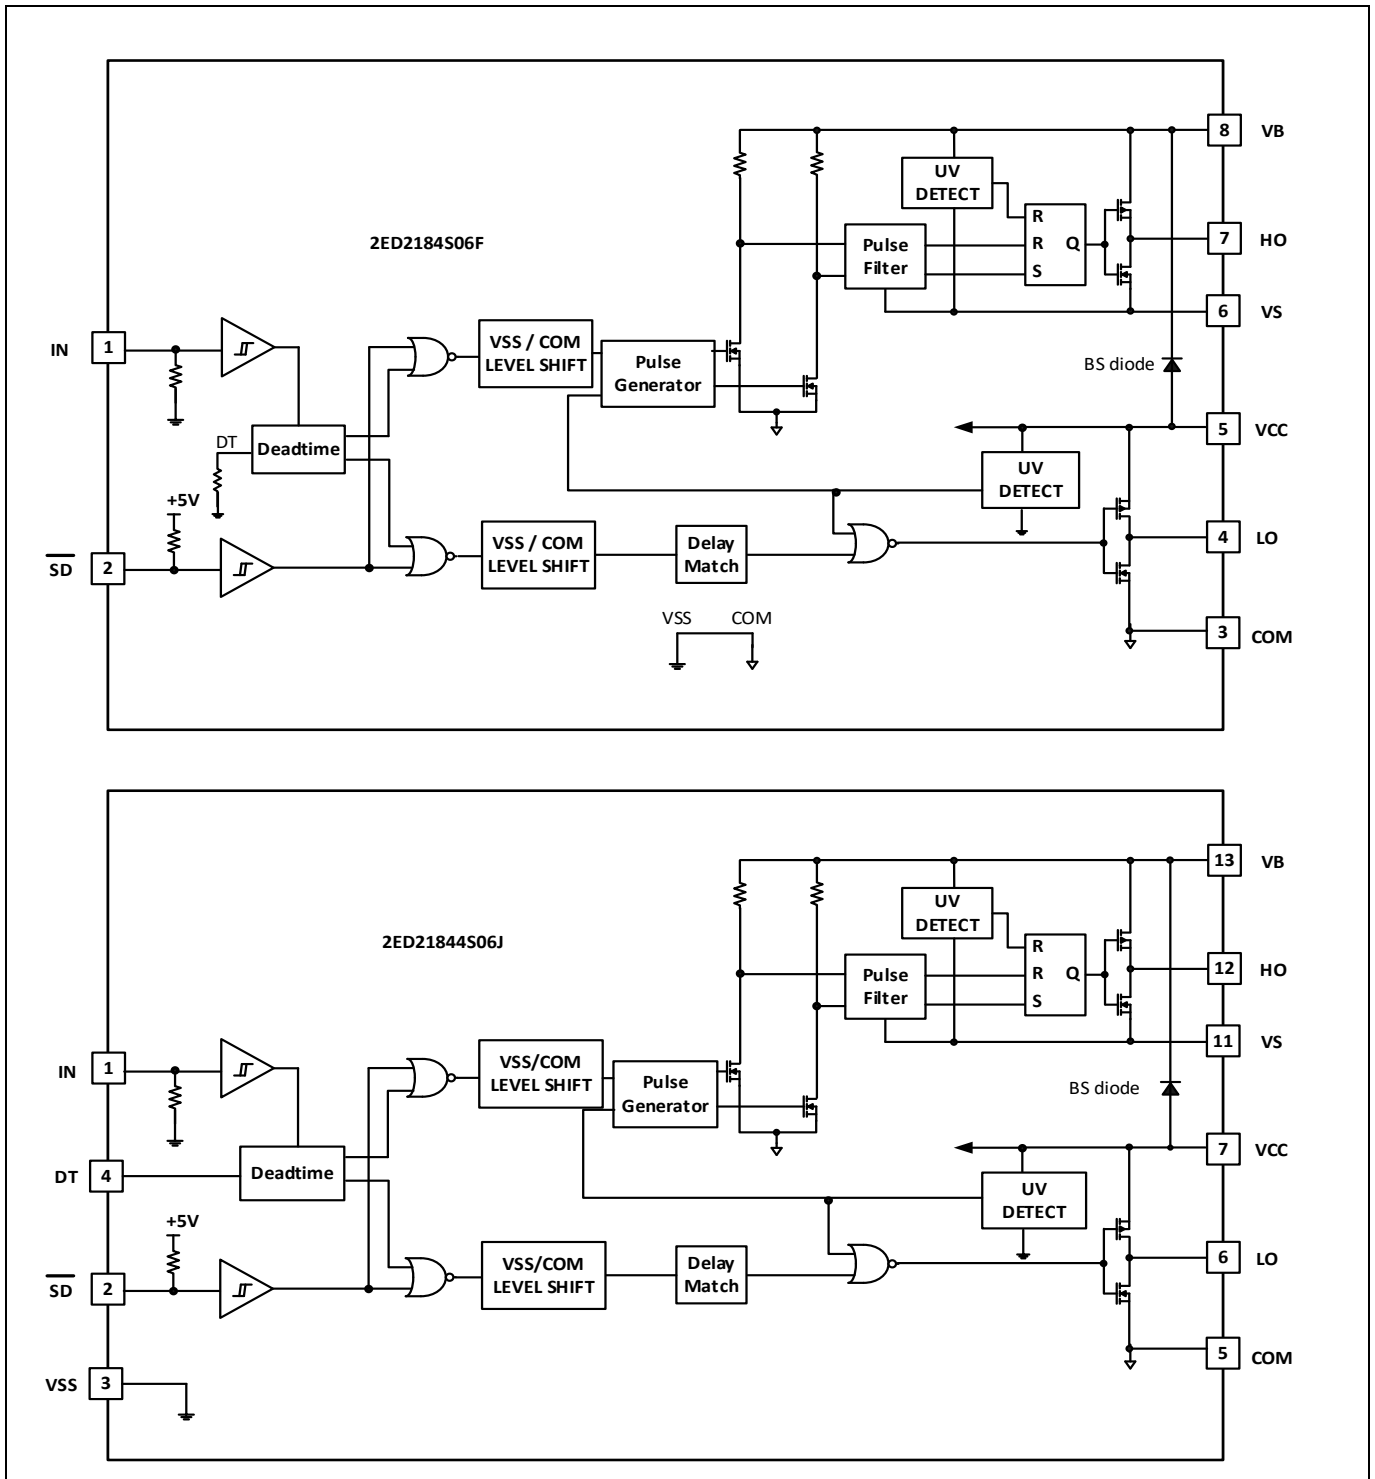 8
VB
UV
DETECT
R
R
Q
S
Pulse
Filter
2ED2184S06F
7
HO
6
VS
IN
1
VSS / COM
LEVEL SHIFT
Pulse
Generator
BS diode
5
VCC
DT
Deadtime
UV
DETECT
+5V
VSS / COM
LEVEL SHIFT
Delay
Match
4
LO
SD
2
VSS
COM
3
COM
13
VB
UV
DETECT
2ED21844S06J
R
R
Q
S
Pulse
Filter
12
HO
11
VS
IN
1
VSS/COM
LEVEL SHIFT
Pulse
Generator
BS diode
7
VCC
DT
4
Deadtime
UV
DETECT
+5V
VSS/COM
LEVEL SHIFT
Delay
Match
6
LO
SD
2
5
COM
VSS
3